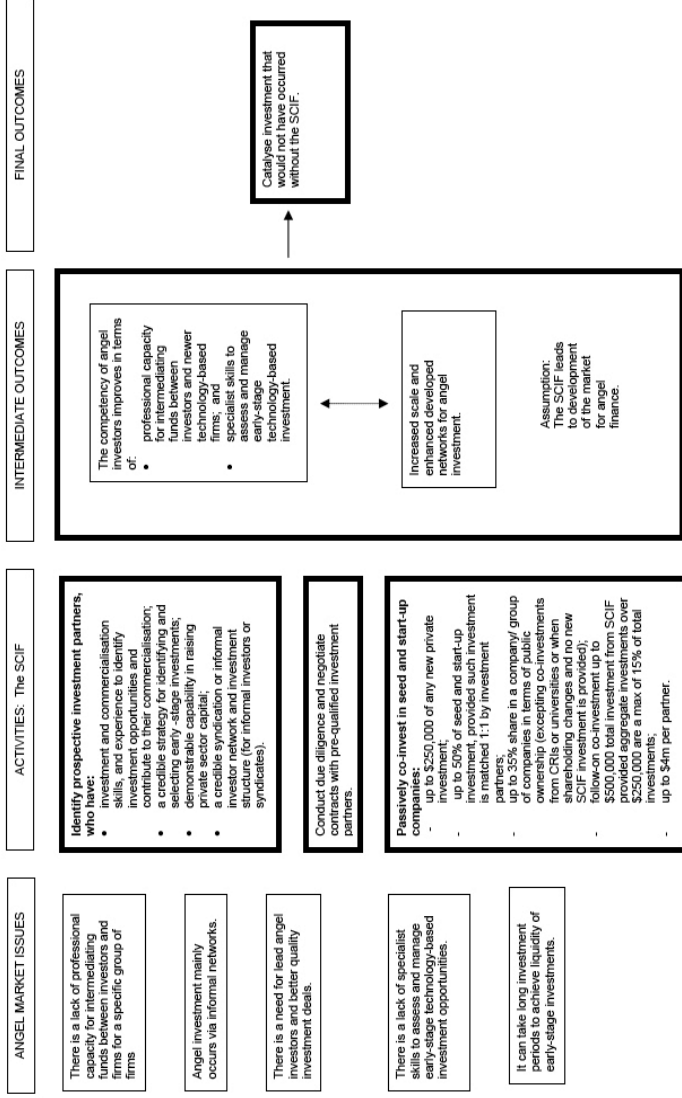 ANGEL MARKET ISSUES
There is a lack of professional
capacity for intermediating
funds between investors and
firms for a specific group of
firms
Angel investment mainly
occurs via informal networks.
There is a need for lead angel
investors and better quality
investment deals.
There is a lack of specialist
skills to assess and manage
early-stage technology-based
investment opportunities.
It can take long investment
periods to achieve liquidity of
early-stage investments.
ACTIVITIES: The SCIF
Identify prospective investment partners,
who have:
• investment and commercialisation
skills, and experience to identify
investment opportunities and
contribute to their commercialisation;
• a credible strategy for identifying and
selecting early -stage investments;
• demonstrable capability in raising
private sector capital;
• a credible syndication or informal
investor network and investment
structure (for informal investors or
syndicates).
Conduct due diligence and negotiate
contracts with pre-qualified investment
partners.
Passively co-invest in seed and start-up
companies:
- up to $250,000 of any new private
investment;
- up to 50% of seed and start-up
investment, provided such investment
is matched 1:1 by investment
partners;
- up to 35% share in a company/ group
of companies in terms of public
ownership (excepting co-investments
from CRIs or universities or when
shareholding changes and no new
SCIF investment is provided);
- follow-on co-investment up to
$500,000 total investment from SCIF
provided aggregate investments over
$250,000 are a max of 15% of total
investments;
- up to $4m per partner.
INTERMEDIATE OUTCOMES
The competency of angel
investors improves in terms
of:
• professional capacity
for intermediating
funds between
investors and newer
technology-based
firms; and
• specialist skills to
assess and manage
early-stage
technology-based
investment.
Increased scale and
enhanced developed
networks for angel
investment.
Assumption:
The SCIF leads
to development
of the market
for angel
finance.
FINAL OUTCOMES
Catalyse investment that
would not have occurred
without the SCIF.